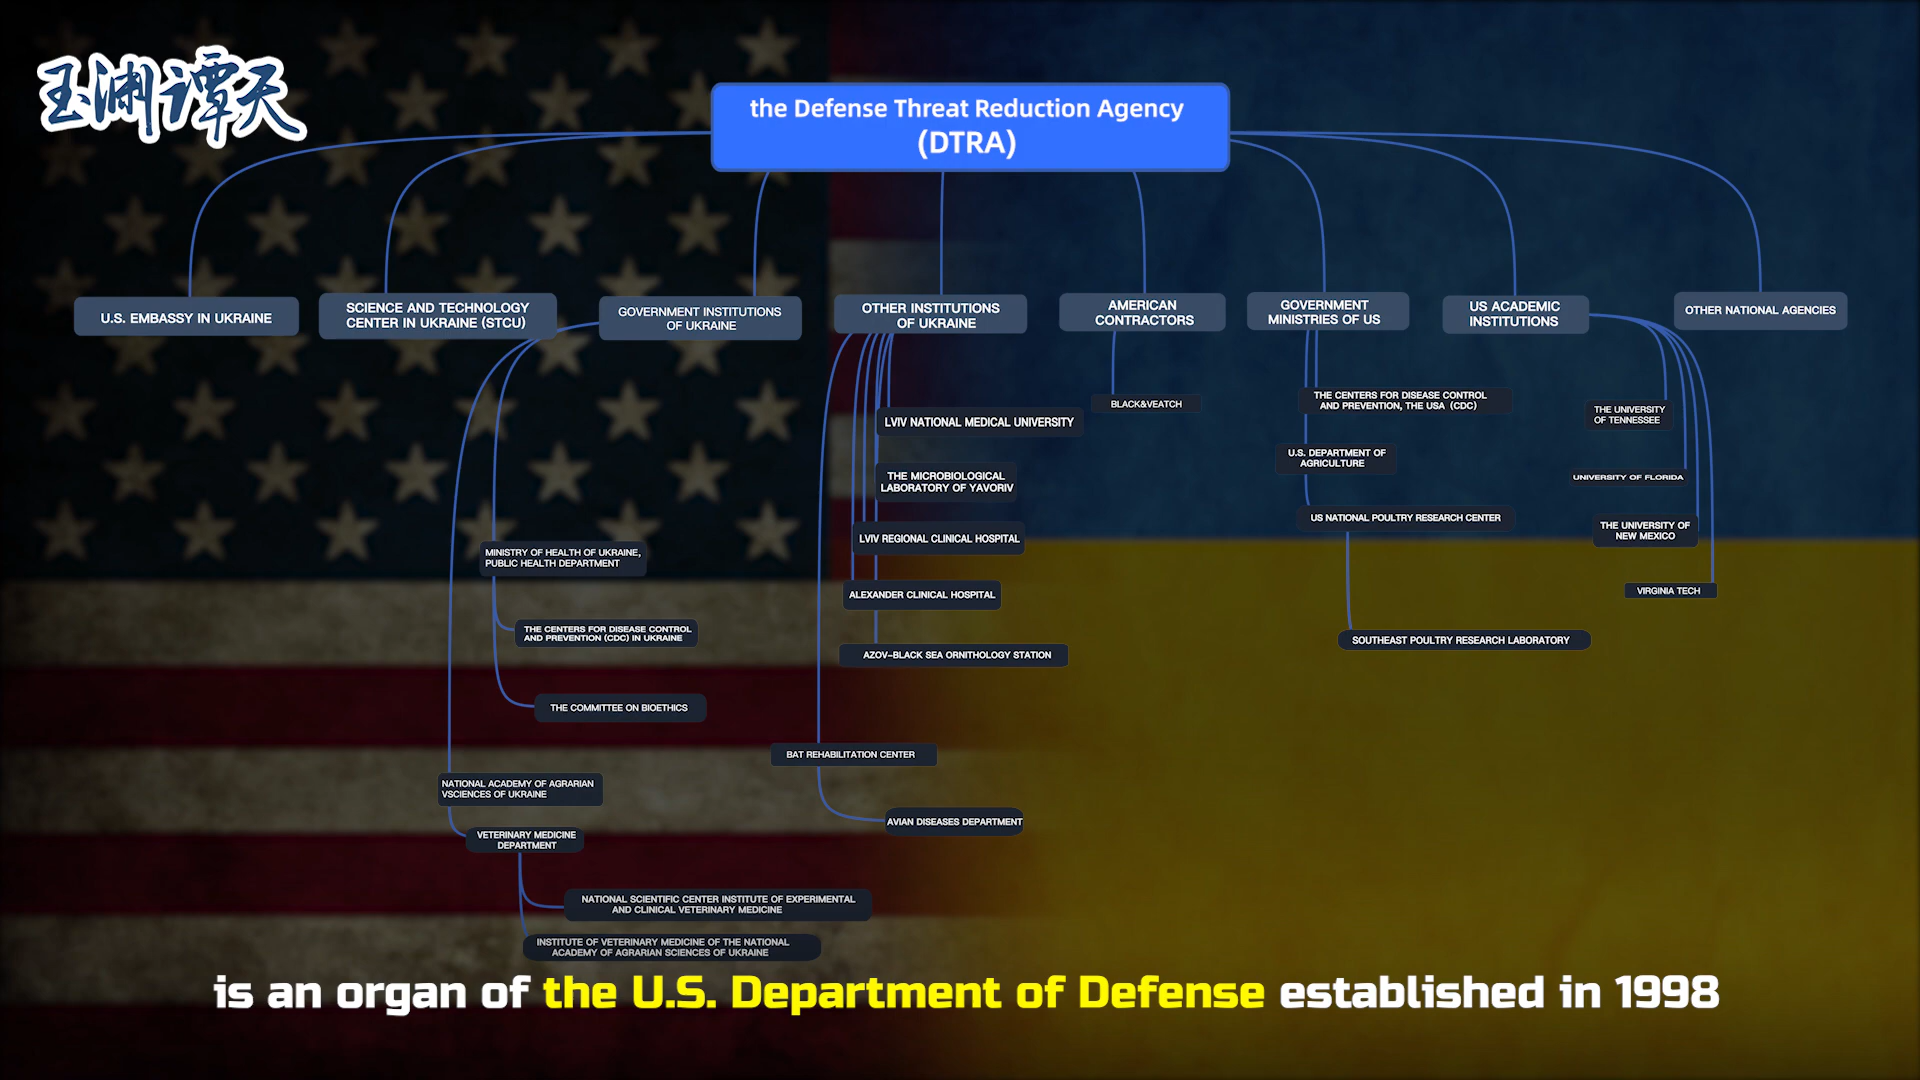 玉渊谭天
the Defense Threat Reduction Agency
(DTRA)
U.S. EMBASSY IN UKRAINE
SCIENCE AND TECHNOLOGY
CENTER IN UKRAINE (STCU)
GOVERNMENT INSTITUTIONS
OF UKRAINE
OTHER INSTITUTIONS
OF UKRAINE
AMERICAN
CONTRACTORS
GOVERNMENT
MINISTRIES OF US
US ACADEMIC
INSTITUTIONS
OTHER NATIONAL AGENCIES
MINISTRY OF HEALTH OF UKRAINE,
PUBLIC HEALTH DEPARTMENT
THE CENTERS FOR DISEASE CONTROL
AND PREVENTION (CDC) IN UKRAINE
THE COMMITTEE ON BIOETHICS
NATIONAL ACADEMY OF AGRARIAN
VSCIENCES OF UKRAINE
VETERINARY MEDICINE
DEPARTMENT
NATIONAL SCIENTIFIC CENTER INSTITUTE OF EXPERIMENTAL
AND CLINICAL VETERINARY MEDICINE
INSTITUTE OF VETERINARY MEDICINE OF THE NATIONAL
ACADEMY OF AGRARIAN SCIENCES OF UKRAINE
LVIV NATIONAL MEDICAL UNIVERSITY
THE MICROBIOLOGICAL
LABORATORY OF YAVORIV
LVIV REGIONAL CLINICAL HOSPITAL
ALEXANDER CLINICAL HOSPITAL
AZOV-BLACK SEA ORNITHOLOGY STATION
BAT REHABILITATION CENTER
AVIAN DISEASES DEPARTMENT
BLACK&VEATCH
THE CENTERS FOR DISEASE CONTROL
AND PREVENTION, THE USA (CDC)
U.S. DEPARTMENT OF
AGRICULTURE
US NATIONAL POULTRY RESEARCH CENTER
SOUTHEAST POULTRY RESEARCH LABORATORY
THE UNIVERSITY
OF TENNESSEE
UNIVERSITY OF FLORIDA
THE UNIVERSITY OF
NEW MEXICO
VIRGINIA TECH
is an organ of the U.S. Department of Defense established in 1998